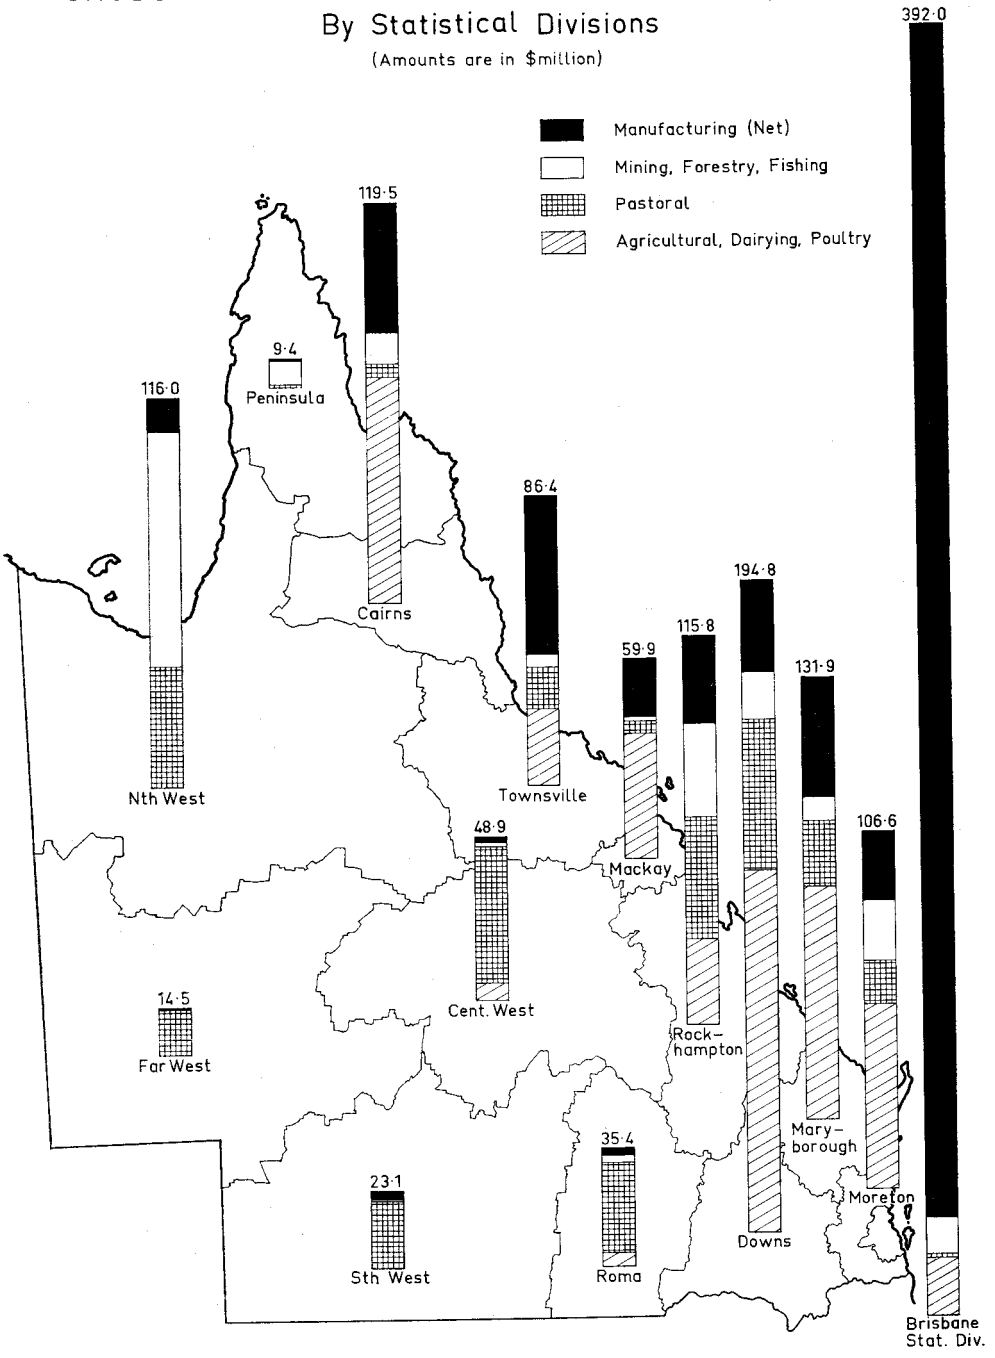 By Statistical Divisions
(Amounts are in $million)
392·0
Manufacturing (Net)
Mining, Forestry, Fishing
Pastoral
Agricultural, Dairying, Poultry
119·5
9·4
Peninsula
116·0
86·4
Cairns
194·8
115·8
59·9
131·9
Nth West
Townsville
48·9
106·6
Mackay
14·5
Cent. West
Rock-
hampton
Far West
Mary-
borough
35·4
23·1
Moreton
Downs
Sth West
Roma
Brisbane
Stat. Div.